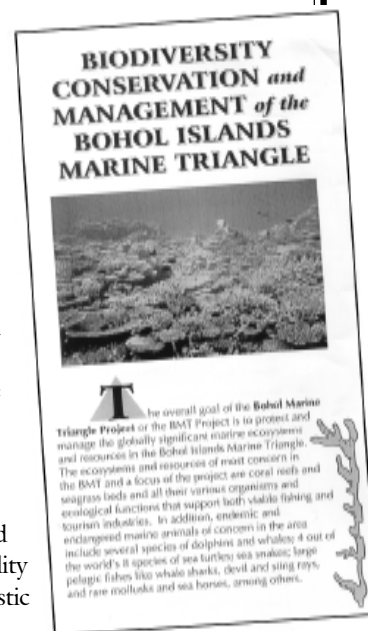 BIODIVERSITY
CONSERVATION and
MANAGEMENT of the
BOHOL ISLANDS
MARINE TRIANGLE
The overall goal of the Bohol Marine
Triangle Project or the BMT Project is to protect and
manage the globally significant marine ecosystems
and resources in the Bohol Islands Marine Triangle.
The ecosystems and resources of most concern in
the BMT and a focus of the project are coral reefs and
seagrass beds and all their various organisms and
ecological functions that support both viable fishing and
tourism industries. In addition, endemic and
endangered marine animals of concern in the area
include several species of dolphins and whales; 4 out of
the world's 8 species of sea turtles; sea snakes; large
pelagic fishes like whale sharks, devil and sting rays,
and rare mollusks and sea horses, among others.
d
lity
stic